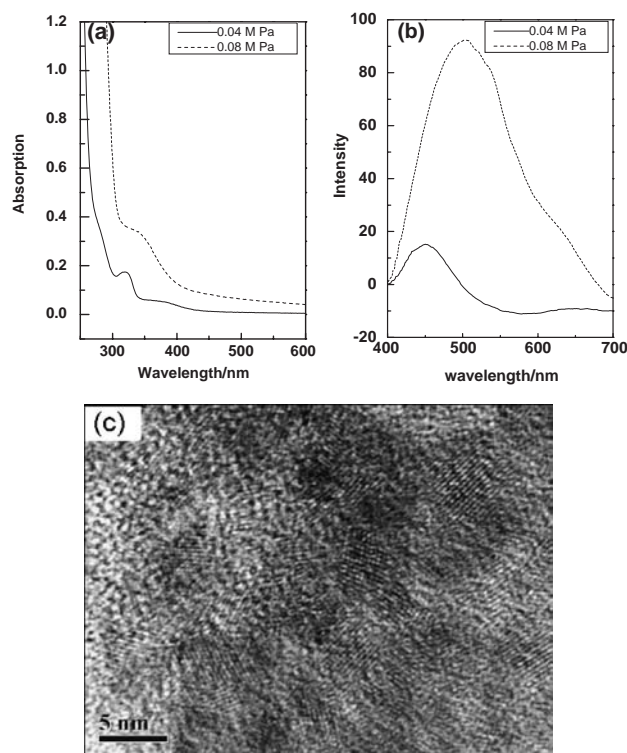 (a)
0.04 M Pa
0.08 M Pa
1.2
1.0
0.8
0.6
0.4
0.2
0.0
Absorption
300 400 500 600
Wavelength/nm
(b)
0.04 M Pa
0.08 M Pa
100
80
60
40
20
0
-20
Intensity
400 500 600 700
wavelength/nm
(c)
5 nm